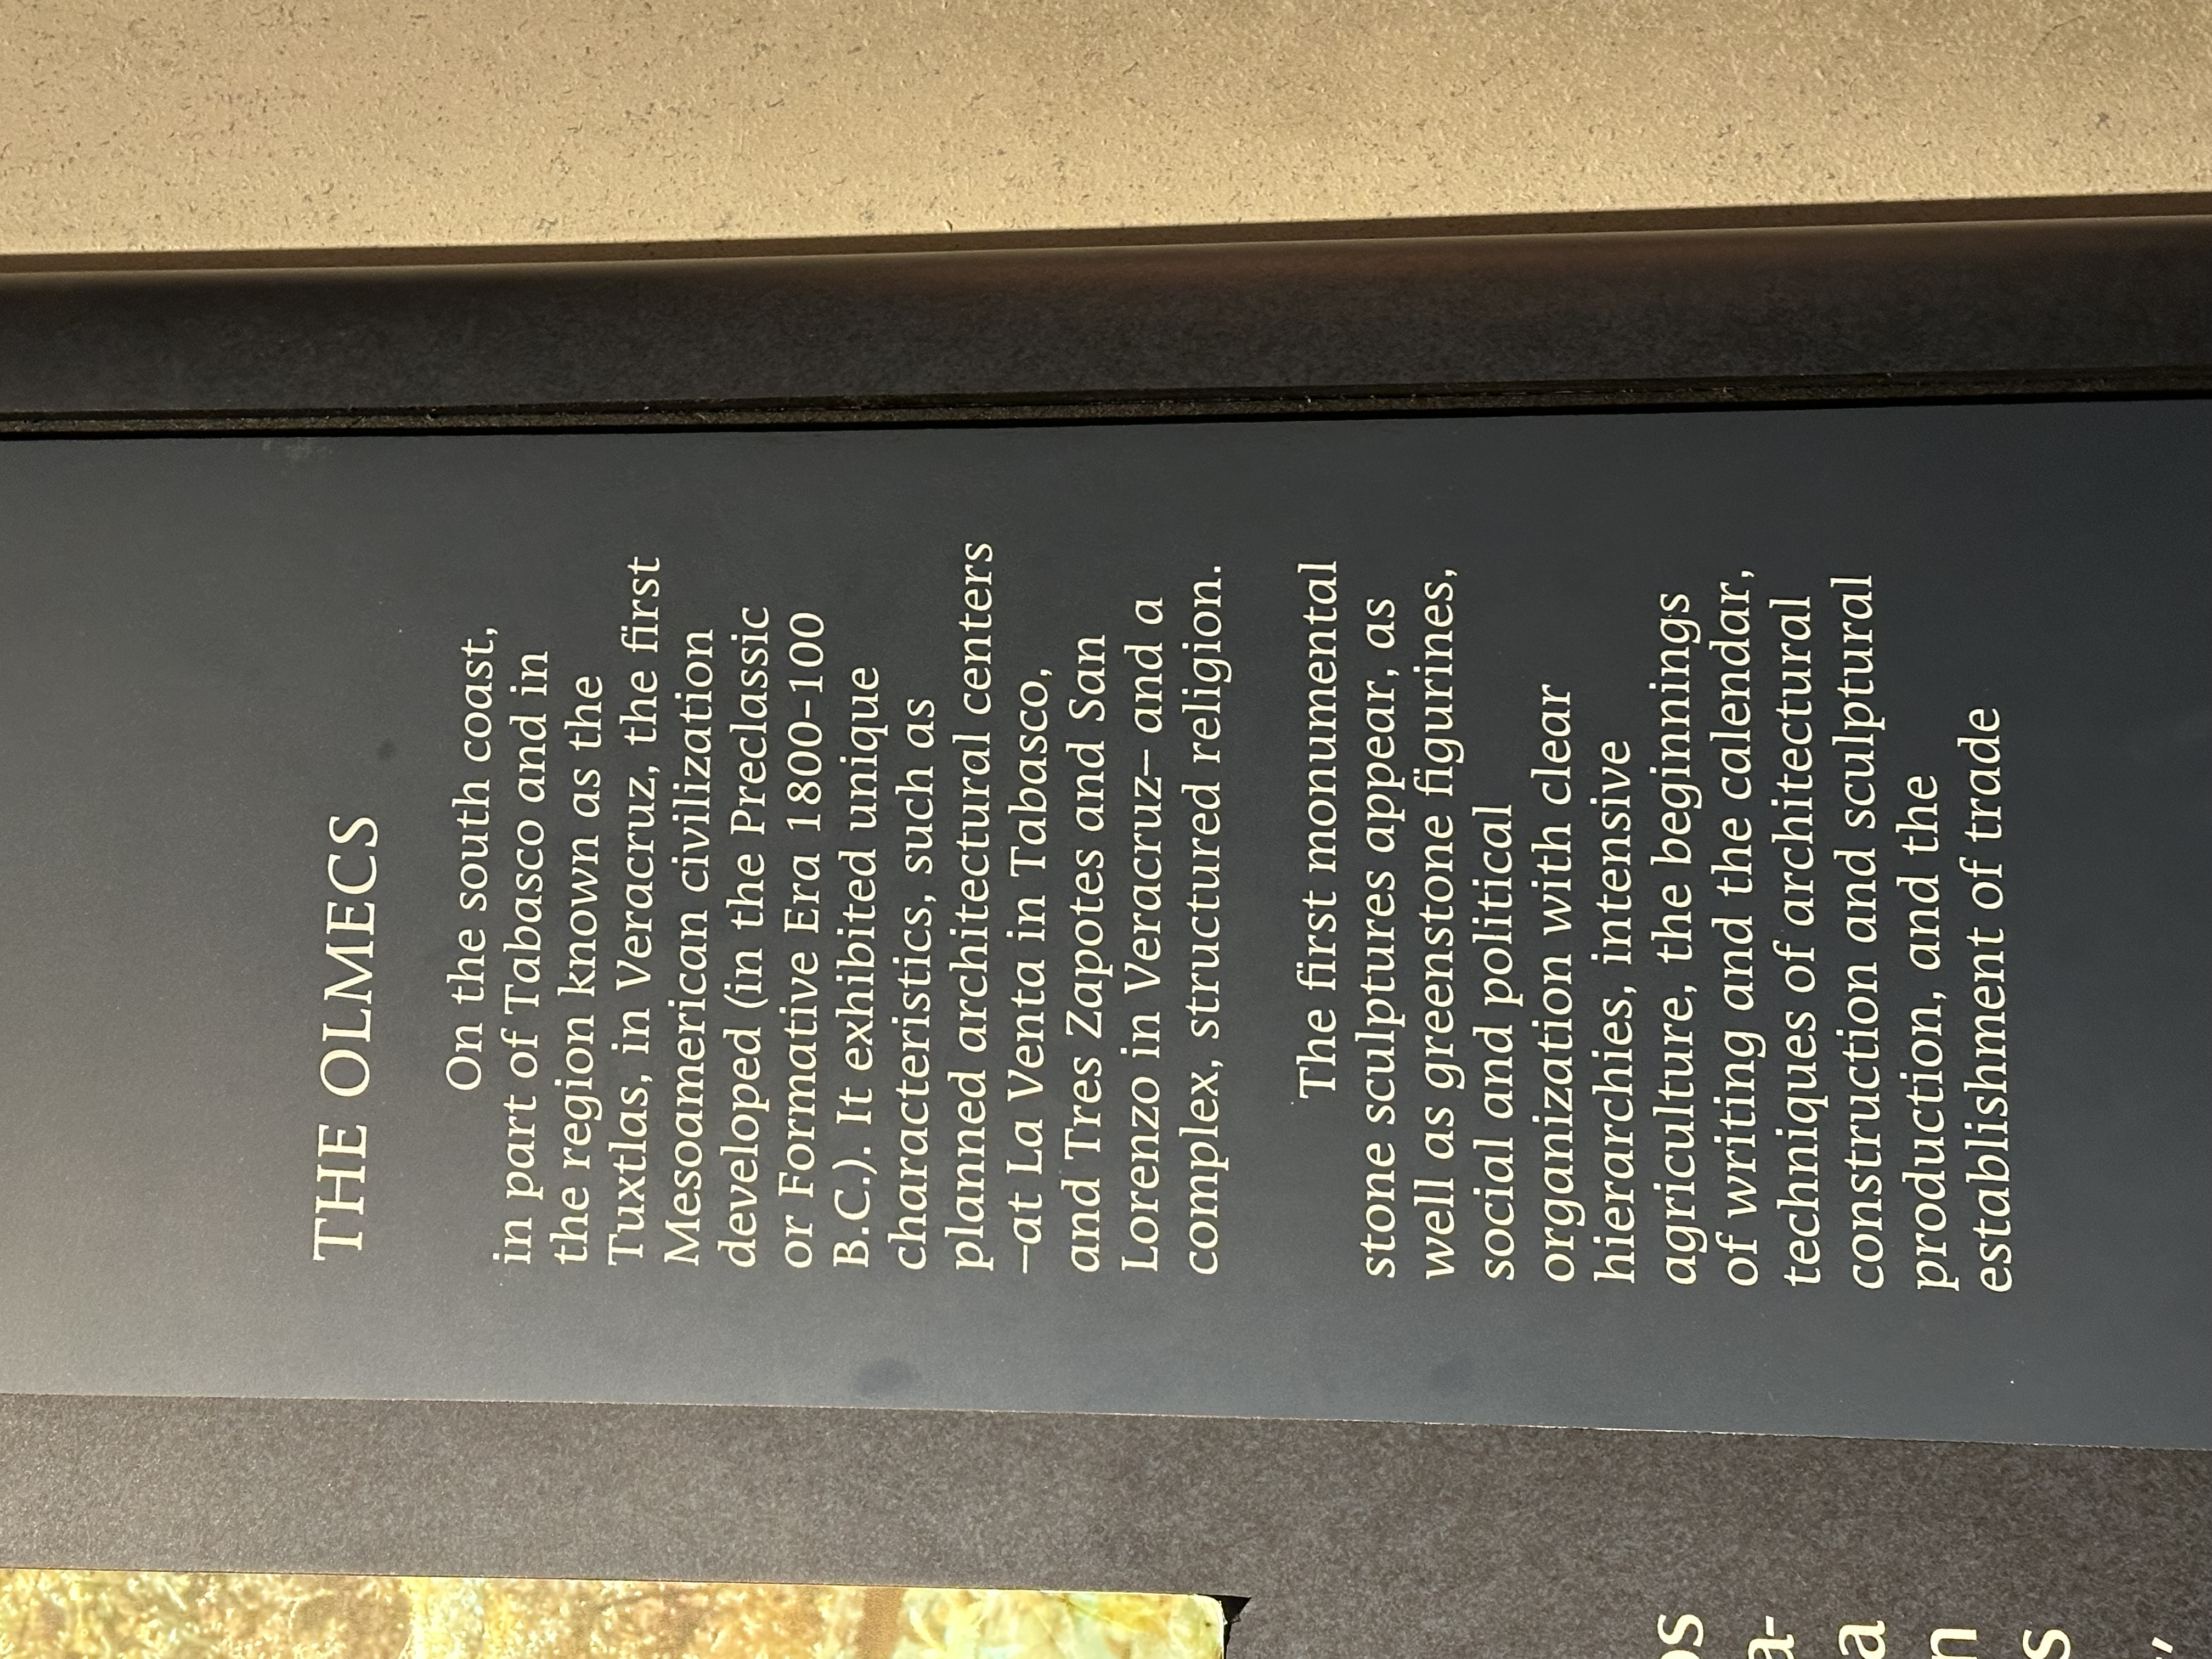 THE OLMECS
On the south coast,
in part of Tabasco and in
the region known as the
Tuxtlas, in Veracruz, the first
Mesoamerican civilization
developed (in the Preclassic
or Formative Era 1800–100
B.C.). It exhibited unique
characteristics, such as
planned architectural centers
–at La Venta in Tabasco,
and Tres Zapotes and San
Lorenzo in Veracruz– and a
complex, structured religion.
The first monumental
stone sculptures appear, as
well as greenstone figurines,
social and political
organization with clear
hierarchies, intensive
agriculture, the beginnings
of writing and the calendar,
techniques of architectural
construction and sculptural
production, and the
establishment of trade